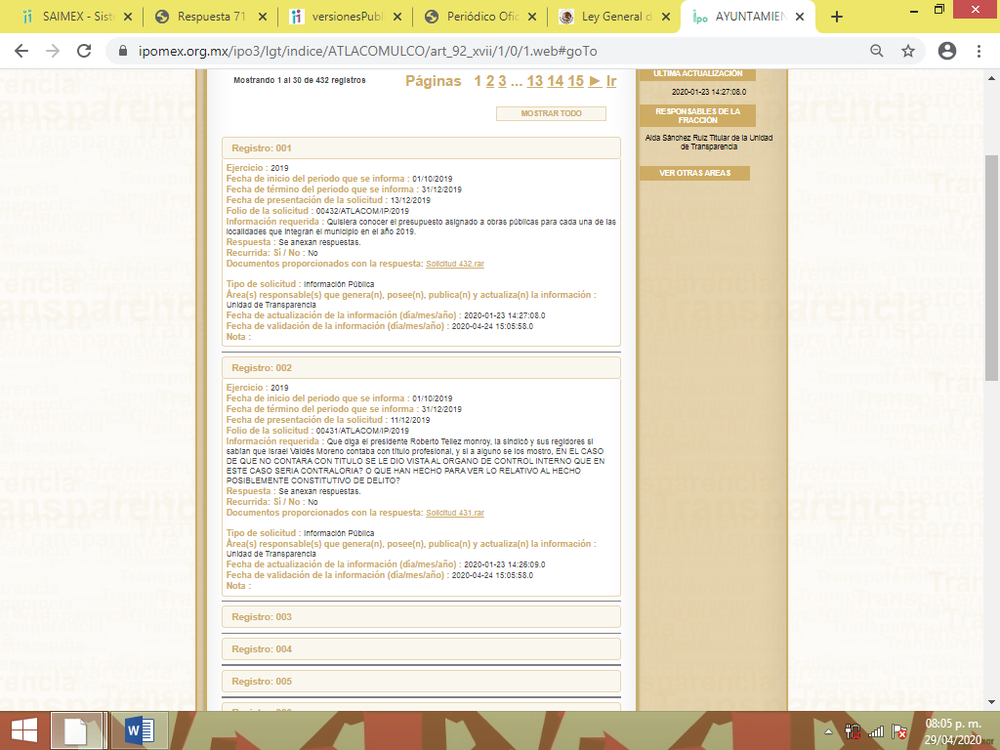 SAIMEX - Sist
Respuesta 71
versionesPubl
Periódico Ofic
Ley General d
AYUNTAMIEN
ipomex.org.mx/ipo3/lgt/indice/ATLACOMULCO/art_92_xvii/1/0/1.web#goTo
Mostrando 1 al 30 de 432 registros
Páginas 1 2 3 ... 13 14 15 ► Ir
MOSTRAR TODO
ÚLTIMA ACTUALIZACIÓN
2020-01-23 14:27:08.0
RESPONSABLES DE LA
FRACCIÓN
Aida Sánchez Ruiz Titular de la Unidad
de Transparencia
VER OTRAS AREAS
Registro: 001
Ejercicio : 2019
Fecha de inicio del periodo que se informa : 01/10/2019
Fecha de término del periodo que se informa : 31/12/2019
Fecha de presentación de la solicitud : 13/12/2019
Folio de la solicitud : 00432/ATLACOM/IP/2019
Información requerida : Quisiera conocer el presupuesto asignado a obras públicas para cada una de las
localidades que integran el municipio en el año 2019.
Respuesta : Se anexan respuestas.
Recurrida: Sí / No : No
Documentos proporcionados con la respuesta: Solicitud 432.rar
Tipo de solicitud : Información Pública
Área(s) responsable(s) que genera(n), posee(n), publica(n) y actualiza(n) la información :
Unidad de Transparencia
Fecha de actualización de la información (día/mes/año) : 2020-01-23 14:27:08.0
Fecha de validación de la información (día/mes/año) : 2020-04-24 15:05:58.0
Nota :
Registro: 002
Ejercicio : 2019
Fecha de inicio del periodo que se informa : 01/10/2019
Fecha de término del periodo que se informa : 31/12/2019
Fecha de presentación de la solicitud : 11/12/2019
Folio de la solicitud : 00431/ATLACOM/IP/2019
Información requerida : Que diga el presidente Roberto Tellez monroy, la sindicó y sus regidores si
sabían que Israel Valdés Moreno contaba con título profesional, y si a alguno se los mostro, EN EL CASO
DE QUE NO CONTARA CON TITULO SE LE DIO VISTA AL ORGANO DE CONTROL INTERNO QUE EN
ESTE CASO SERIA CONTRALORIA? O QUE HAN HECHO PARA VER LO RELATIVO AL HECHO
POSIBLEMENTE CONSTITUTIVO DE DELITO?
Respuesta : Se anexan respuestas.
Recurrida: Sí / No : No
Documentos proporcionados con la respuesta: Solicitud 431.rar
Tipo de solicitud : Información Pública
Área(s) responsable(s) que genera(n), posee(n), publica(n) y actualiza(n) la información :
Unidad de Transparencia
Fecha de actualización de la información (día/mes/año) : 2020-01-23 14:26:09.0
Fecha de validación de la información (día/mes/año) : 2020-04-24 15:05:58.0
Nota :
Registro: 003
Registro: 004
Registro: 005
08:05 p. m.
29/04/2020